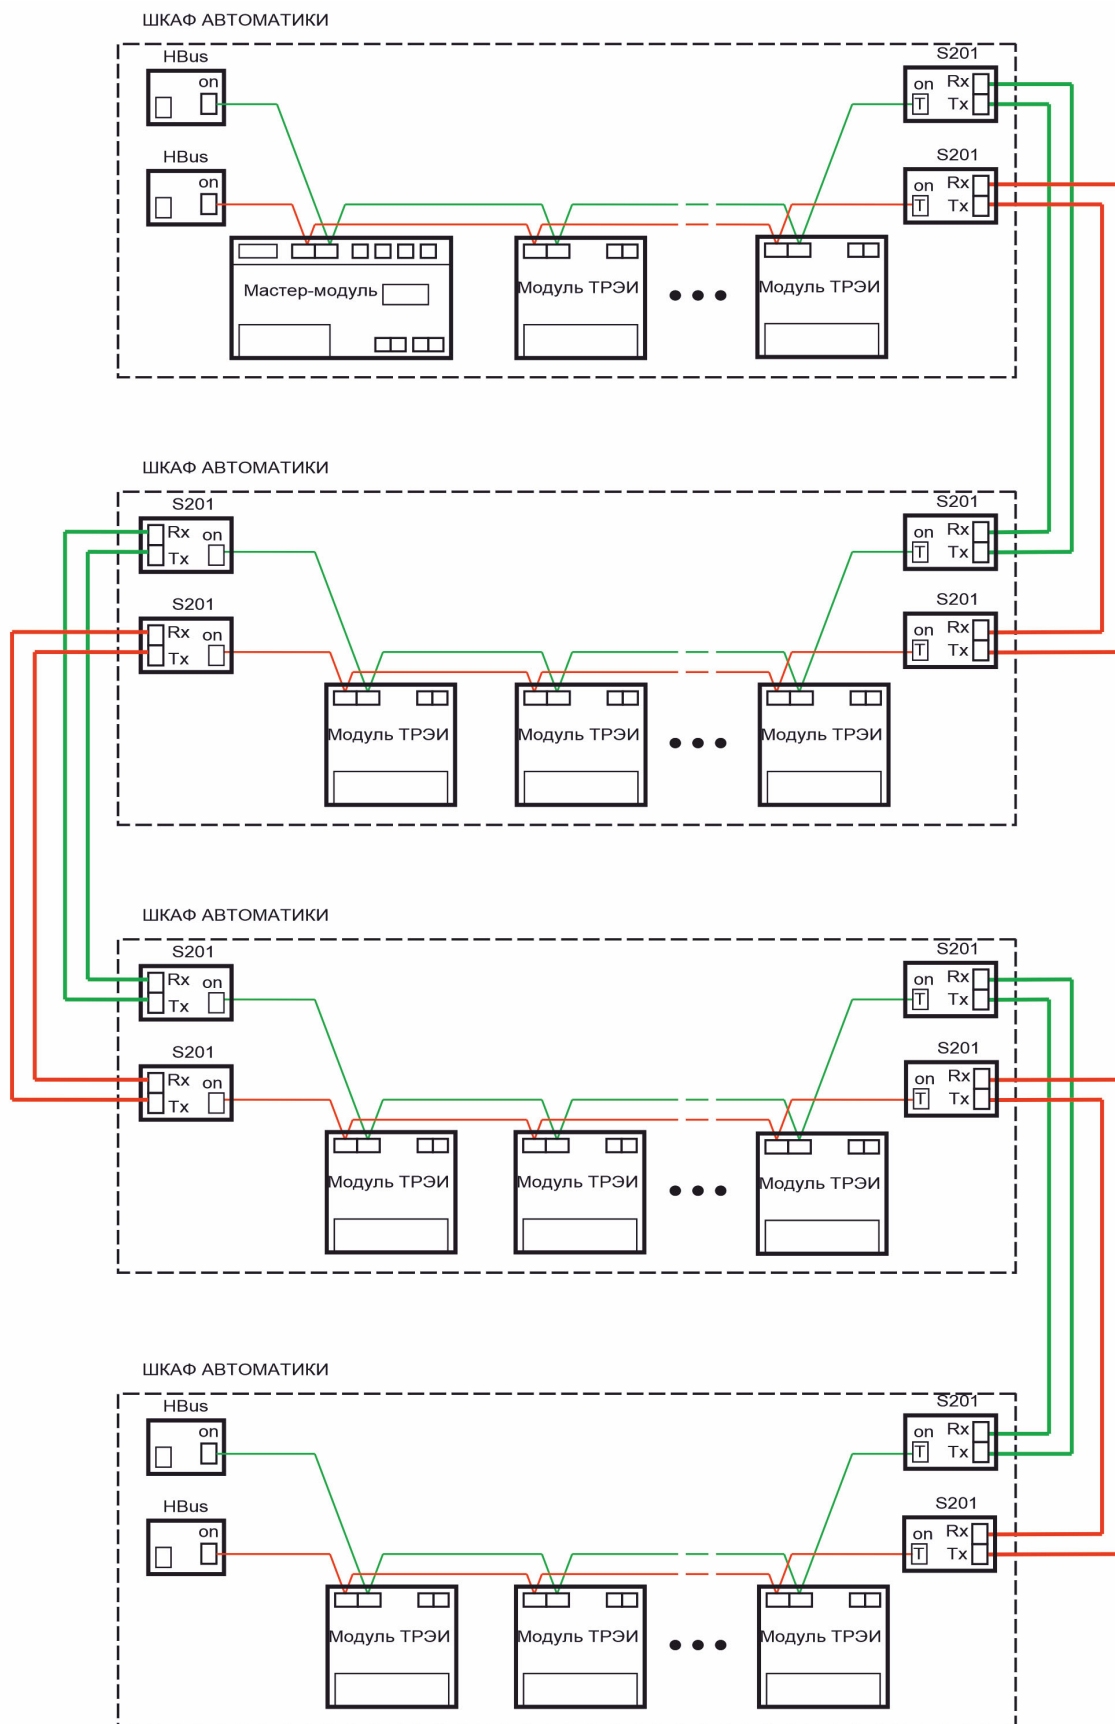 ШКАФ АВТОМАТИКИ
HBus
on
S201
on Rx
T Tx
HBus
on
S201
on Rx
T Tx
Мастер-модуль
Модуль ТРЭИ
Модуль ТРЭИ
ШКАФ АВТОМАТИКИ
S201
Rx on
Tx
S201
on Rx
T Tx
S201
Rx on
Tx
S201
on Rx
T Tx
Модуль ТРЭИ
Модуль ТРЭИ
Модуль ТРЭИ
ШКАФ АВТОМАТИКИ
S201
Rx on
Tx
S201
on Rx
T Tx
S201
Rx on
Tx
S201
on Rx
T Tx
Модуль ТРЭИ
Модуль ТРЭИ
Модуль ТРЭИ
ШКАФ АВТОМАТИКИ
HBus
on
S201
on Rx
T Tx
HBus
on
S201
on Rx
T Tx
Модуль ТРЭИ
Модуль ТРЭИ
Модуль ТРЭИ